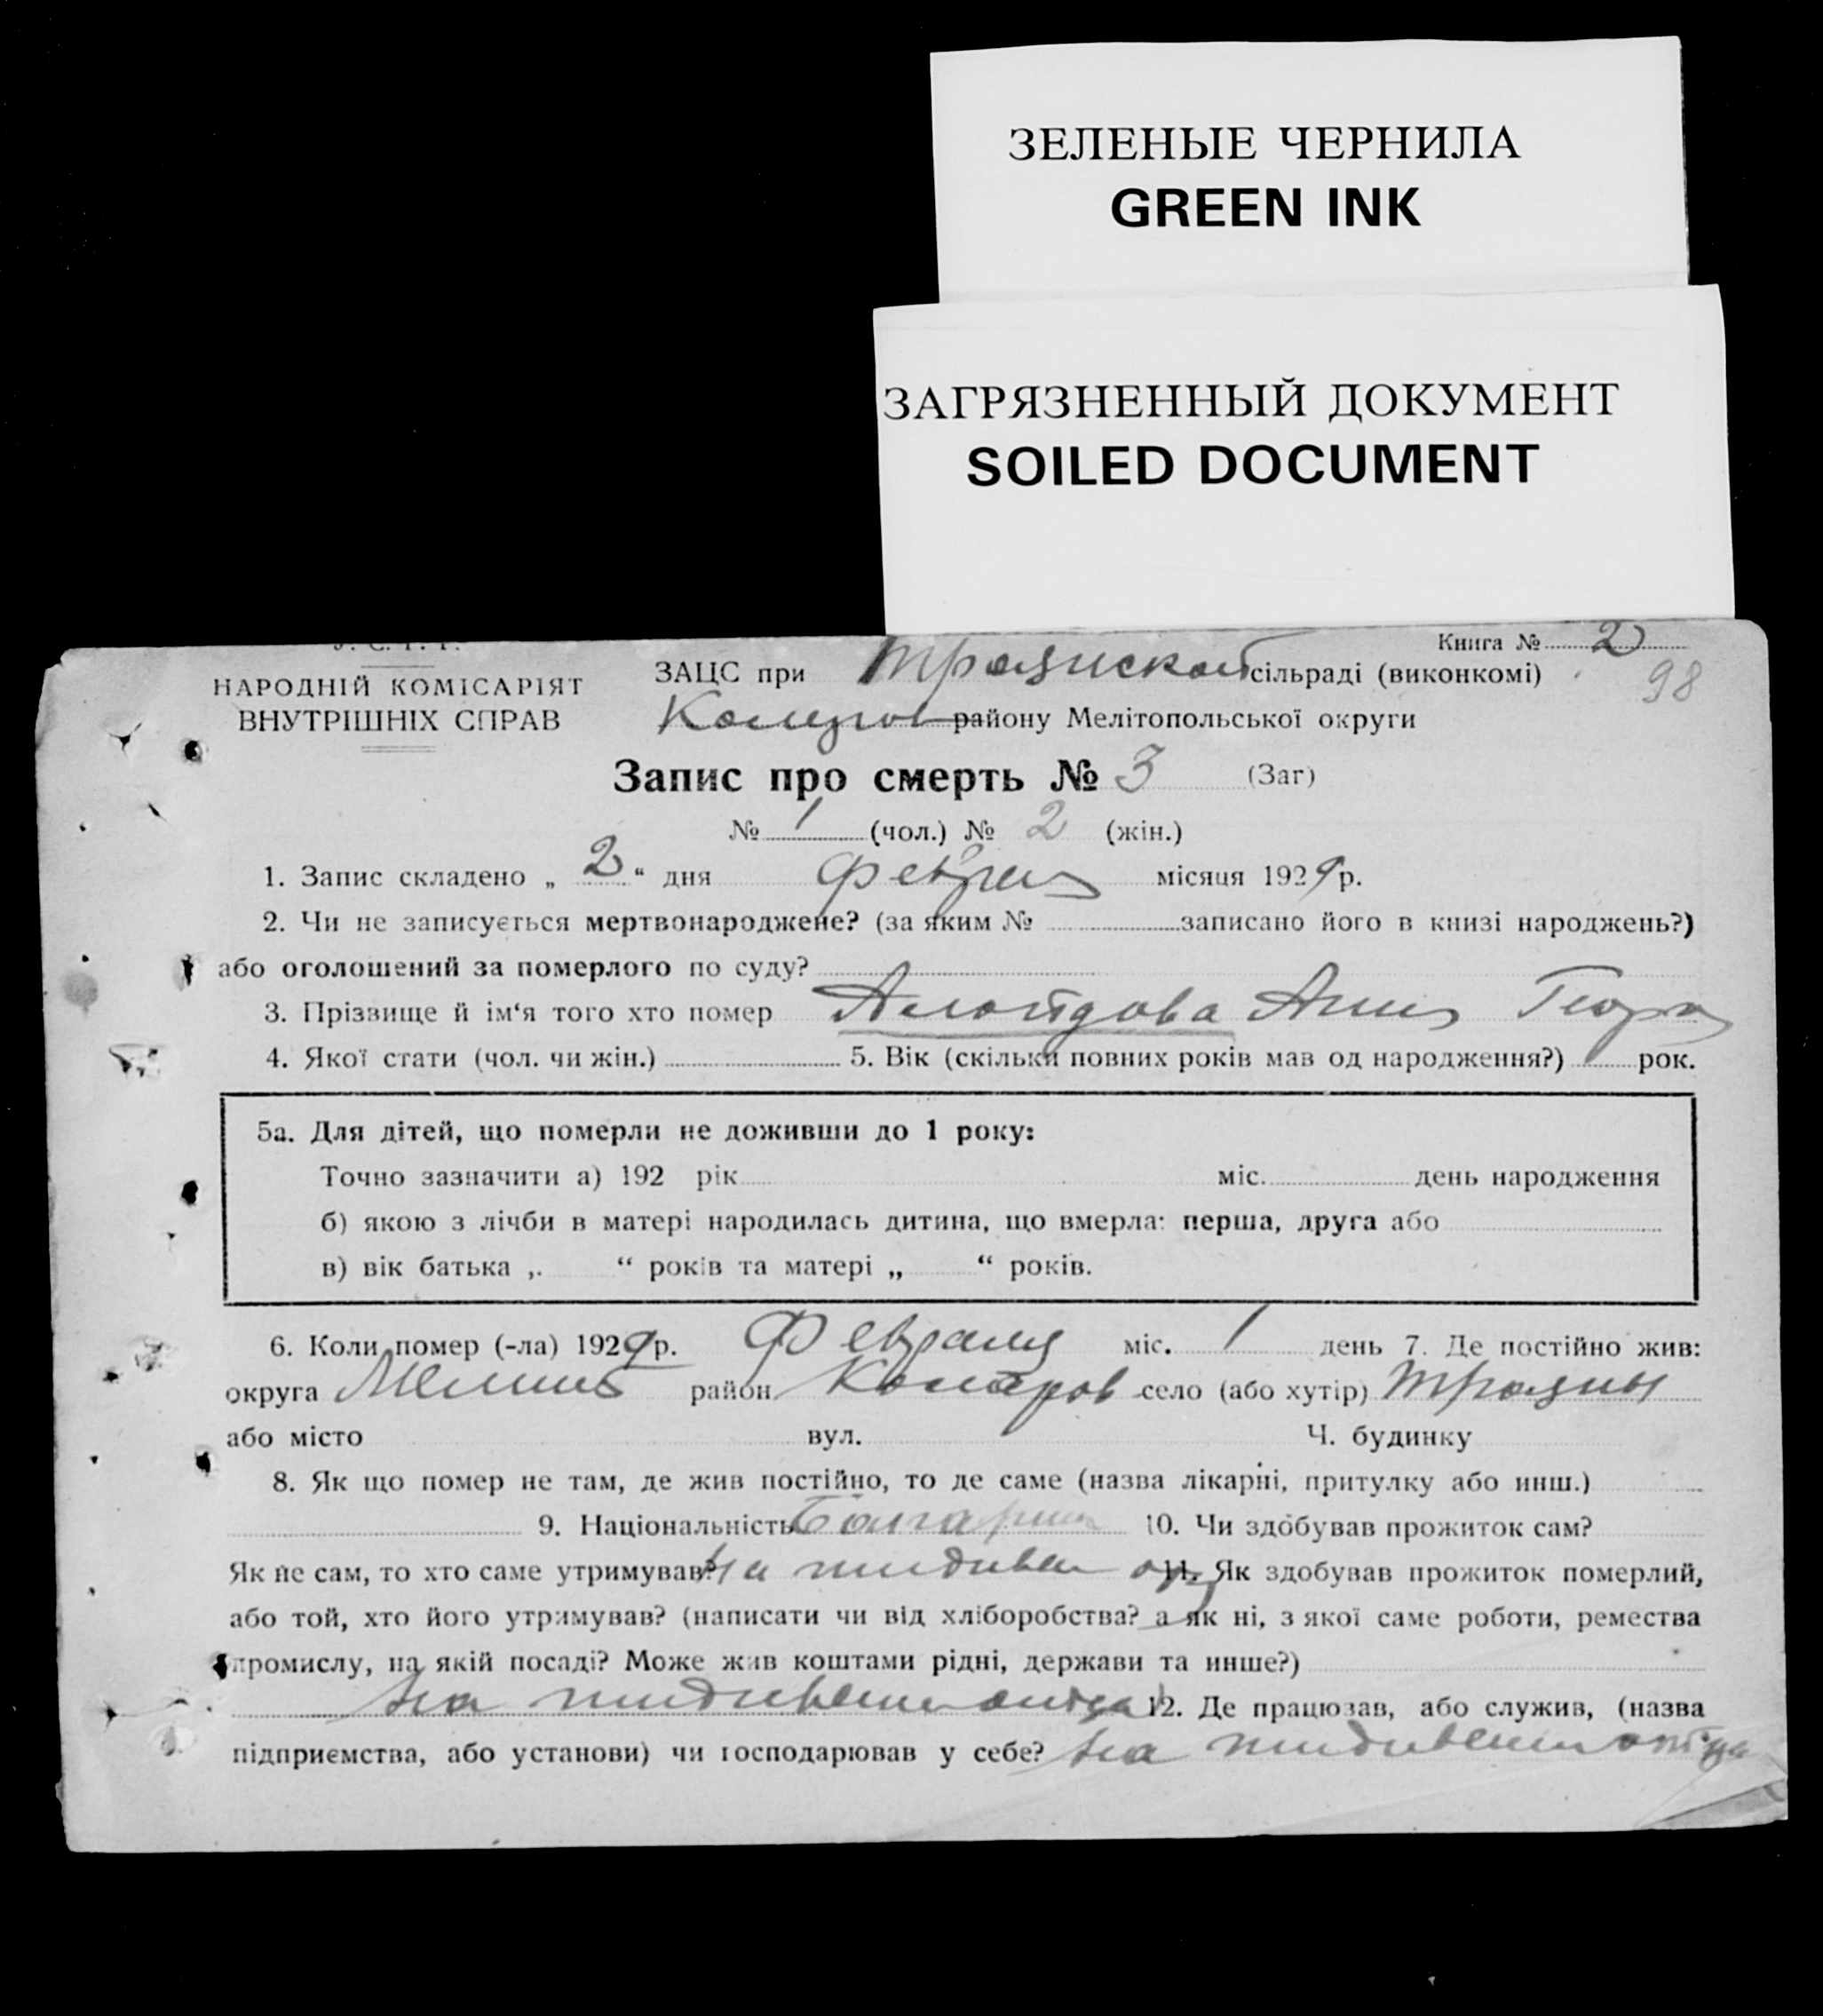 ЗЕЛЕНЫЕ ЧЕРНИЛА
GREEN INK
ЗАГРЯЗНЕННЫЙ ДОКУМЕНТ
SOILED DOCUMENT
Книга № 2
98
НАРОДНІЙ КОМІСАРІЯТ
ВНУТРІШНІХ СПРАВ
ЗАЦС при Траянской сільраді (виконкомі)
району Мелітопольської округи
Запис про смерть № 3 (Заг)
№ 1 (чол.) № 2 (жін.)
1. Запис складено „ 2 “ дня місяця 1929 р.
2. Чи не записується мертвонароджене? (за яким № записано його в книзі народжень?)
або оголошений за померлого по суду?
3. Прізвище й ім‘я того хто помер
4. Якої стати (чол. чи жін.) 5. Вік (скільки повних років мав од народження?) рок.
5а. Для дітей, що померли не доживши до 1 року:
Точно зазначити а) 192 рік міс. день народження
б) якою з лічби в матері народилась дитина, що вмерла: перша, друга або
в) вік батька „ “ років та матері „ “ років.
6. Коли помер (-ла) 1929 р. Февраля міс. 1 день 7. Де постійно жив:
округа район село (або хутір) Трояны
або місто вул. Ч. будинку
8. Як що помер не там, де жив постійно, то де саме (назва лікарні, притулку або инш.)
9. Національність 10. Чи здобував прожиток сам?
Як не сам, то хто саме утримував? на 11. Як здобував прожиток померлий,
або той, хто його утримував? (написати чи від хліборобства? а як ні, з якої саме роботи, ремества
промислу, на якій посаді? Може жив коштами рідні, держави та инше?)
на иждивении отца 12. Де працював, або служив, (назва
підприємства, або установи) чи господарював у себе? на иждивении отца